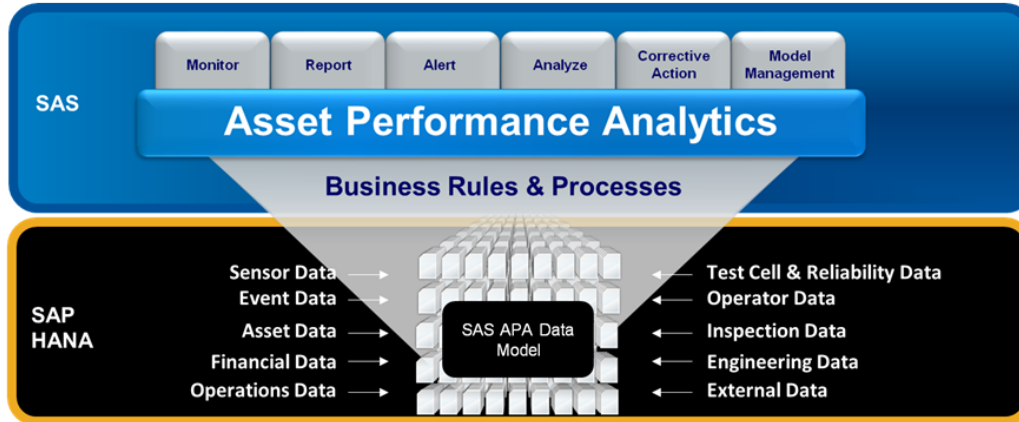 Monitor
Report
Alert
Analyze
Corrective
Action
Model
Management
SAS
Asset Performance Analytics
Business Rules & Processes
SAP
HANA
Sensor Data
Event Data
Asset Data
Financial Data
Operations Data
SAS APA Data
Model
Test Cell & Reliability Data
Operator Data
Inspection Data
Engineering Data
External Data